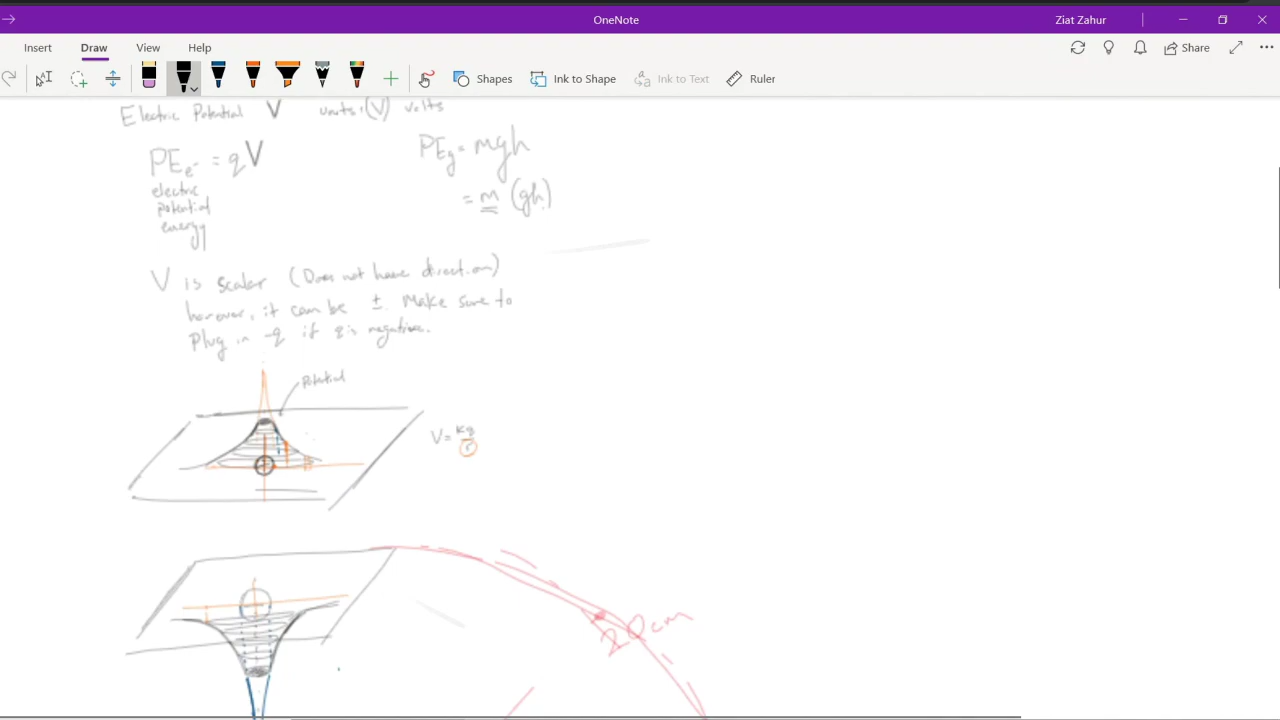 OneNote
Ziat Zahur
Insert Draw View Help
Share
Shapes Ink to Shape Ink to Text Ruler
Electric Potential V units: (V) volts
PEe- = qV
electric
potential
energy
PEg = mgh
= m (gh)
V is scalar (Does not have direction)
however, it can be ±. Make sure to
plug in -q if q is negative.
Potential
V = kq/r
20cm